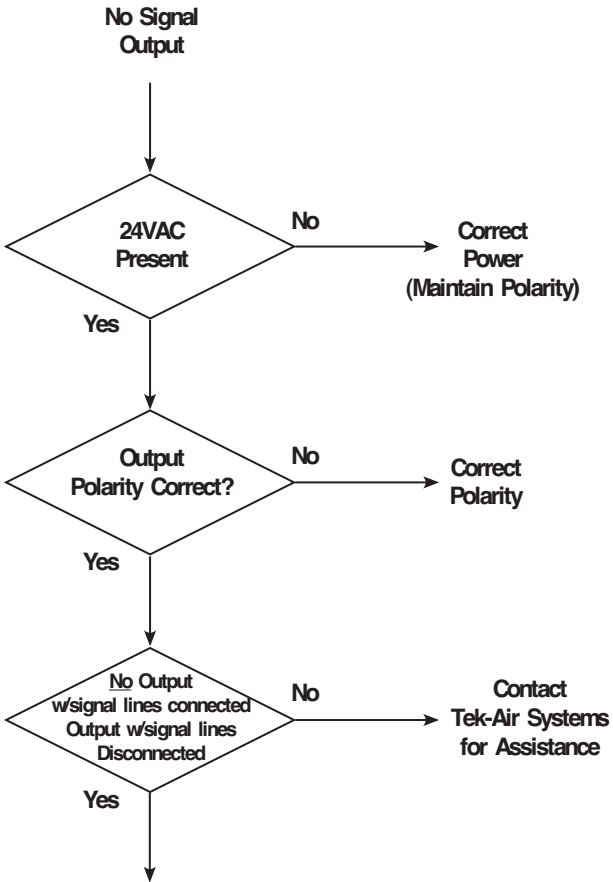 No Signal
Output
24VAC
Present
No
Correct
Power
(Maintain Polarity)
Yes
Output
Polarity Correct?
No
Correct
Polarity
Yes
No Output
w/signal lines connected
Output w/signal lines
Disconnected
No
Contact
Tek-Air Systems
for Assistance
Yes